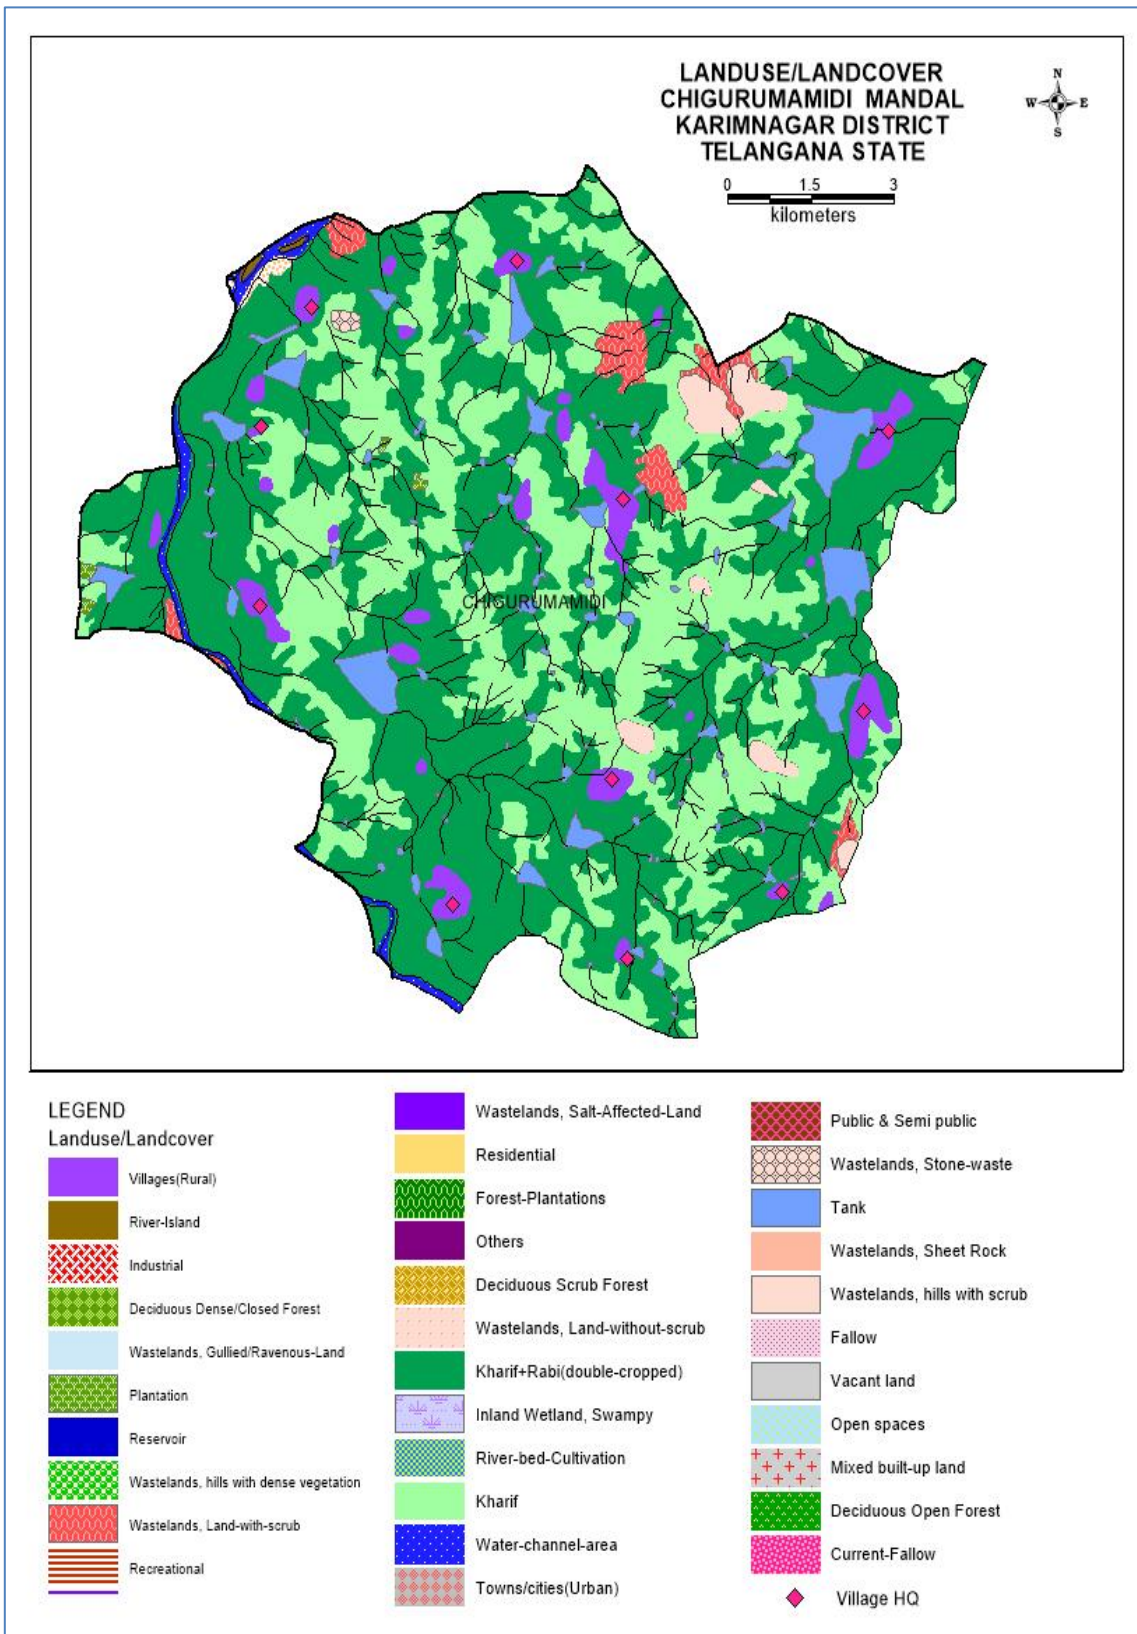 LANDUSE/LANDCOVER
CHIGURUMAMIDI MANDAL
KARIMNAGAR DISTRICT
TELANGANA STATE
N
W E
S
0 1.5 3
kilometers
CHIGURUMAMIDI
LEGEND
Landuse/Landcover
Villages(Rural)
River-Island
Industrial
Deciduous Dense/Closed Forest
Wastelands, Gullied/Ravenous-Land
Plantation
Reservoir
Wastelands, hills with dense vegetation
Wastelands, Land-with-scrub
Recreational
Wastelands, Salt-Affected-Land
Residential
Forest-Plantations
Others
Deciduous Scrub Forest
Wastelands, Land-without-scrub
Kharif+Rabi(double-cropped)
Inland Wetland, Swampy
River-bed-Cultivation
Kharif
Water-channel-area
Towns/cities(Urban)
Public & Semi public
Wastelands, Stone-waste
Tank
Wastelands, Sheet Rock
Wastelands, hills with scrub
Fallow
Vacant land
Open spaces
Mixed built-up land
Deciduous Open Forest
Current-Fallow
Village HQ